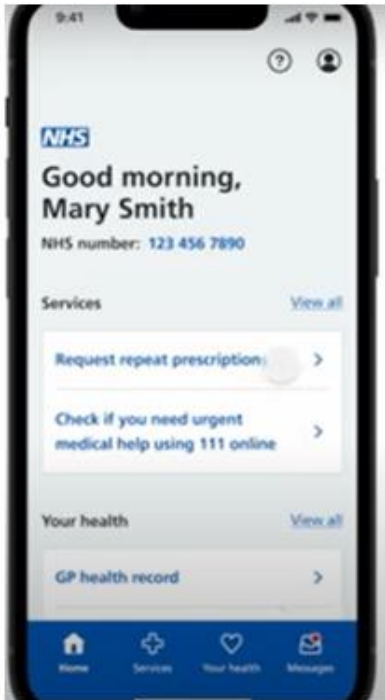 9:41
NHS
Good morning,
Mary Smith
NHS number: 123 456 7890
Services View all
Request repeat prescriptions
Check if you need urgent
medical help using 111 online
Your health View all
GP health record
Home Services Your health Messages